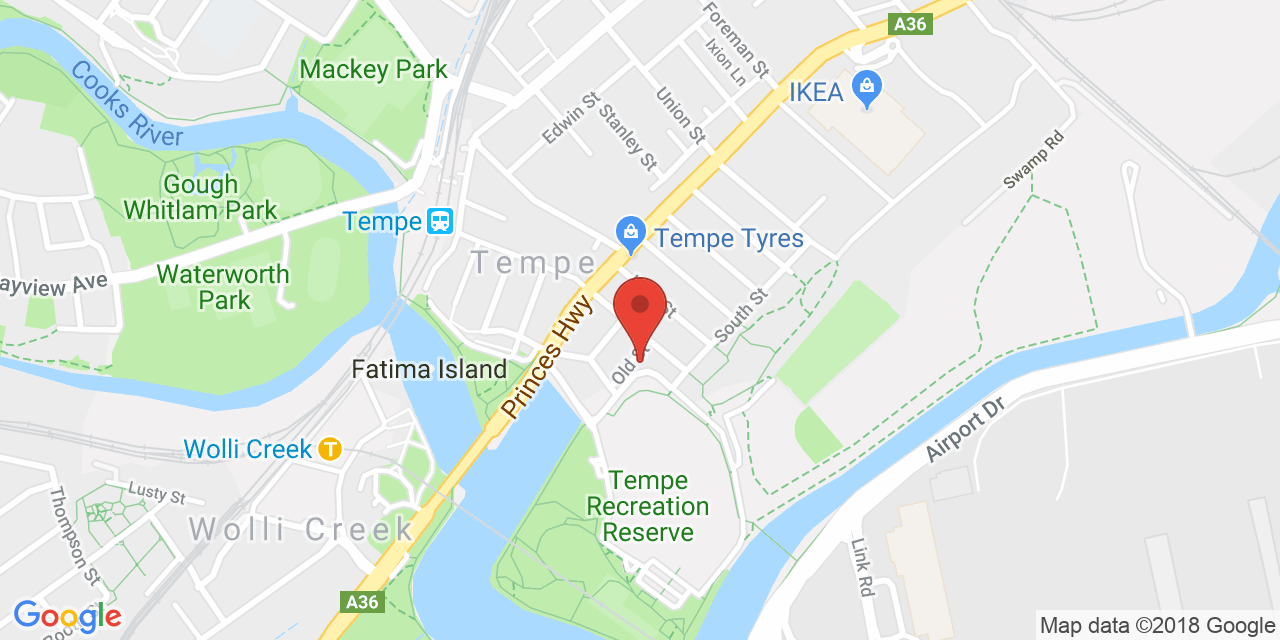 A36
Foreman St
Ixion Ln
Mackey Park
IKEA
Cooks River
Edwin St
Union St
Stanley St
Swamp Rd
Gough
Whitlam Park
Tempe
Tempe Tyres
Tempe
Waterworth
Park
ayview Ave
St
South St
Princes Hwy
Old St
Fatima Island
Airport Dr
Wolli Creek
T
Tempe
Recreation
Reserve
Lusty St
Thompson St
Wolli Creek
Link Rd
A36
Google
Map data ©2018 Google